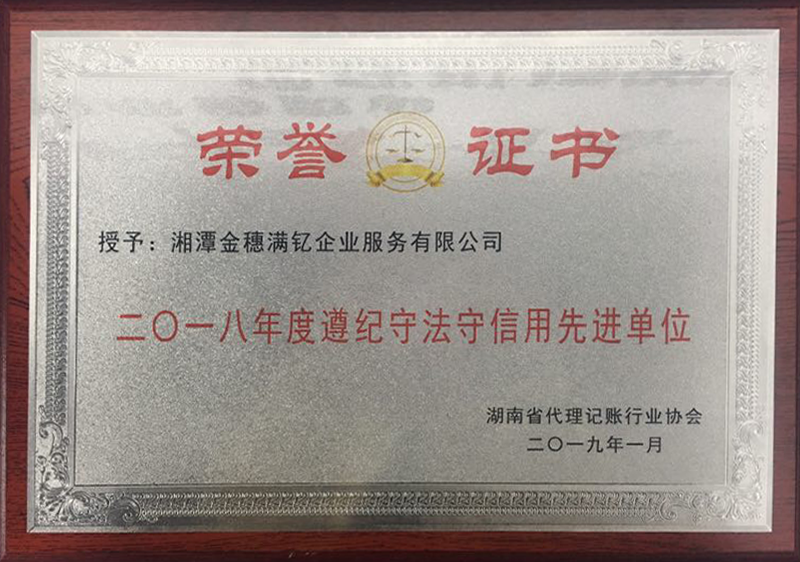 荣誉证书
授予：湘潭金穗满钇企业服务有限公司
二〇一八年度遵纪守法守信用先进单位
湖南省代理记账行业协会
二〇一九年一月